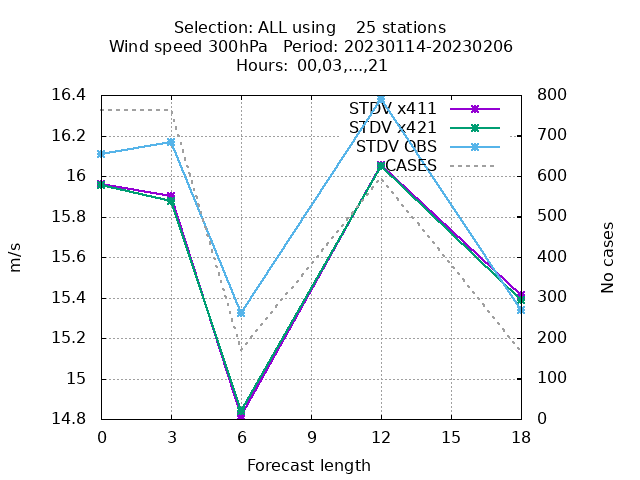 Selection: ALL using    25 stations
Wind speed 300hPa   Period: 20230114-20230206
Hours:  00,03,...,21
STDV x411
STDV x421
STDV OBS
CASES
16.4
16.2
16
15.8
15.6
15.4
15.2
15
14.8
800
700
600
500
400
300
200
100
0
m/s
No cases
0 3 6 9 12 15 18
Forecast length